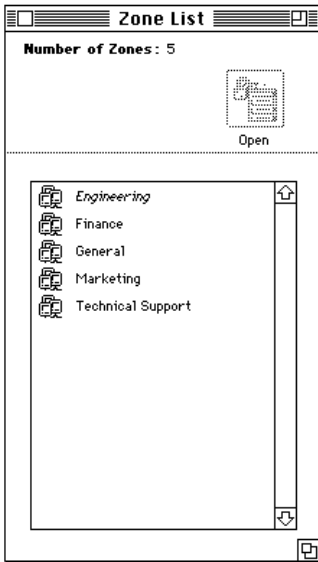 Zone List
Number of Zones: 5
Open
Engineering
Finance
General
Marketing
Technical Support